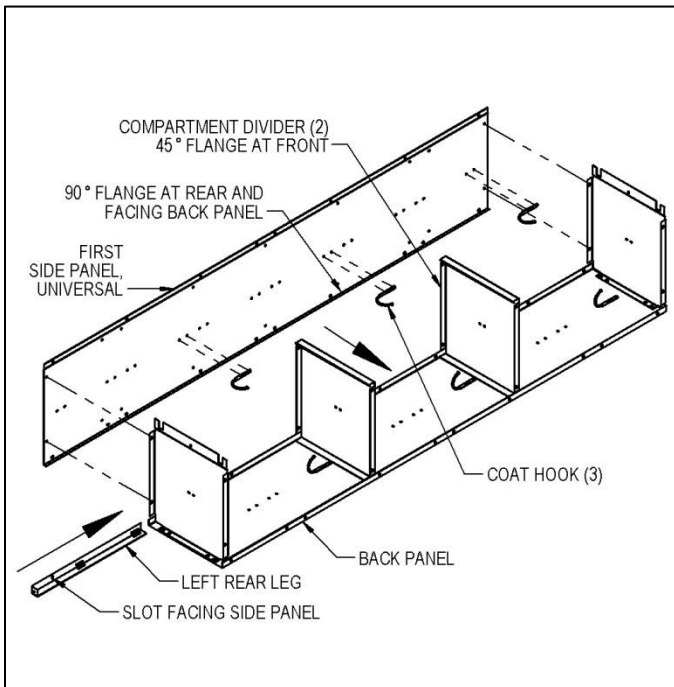 COMPARTMENT DIVIDER (2)
45° FLANGE AT FRONT
90° FLANGE AT REAR AND
FACING BACK PANEL
FIRST
SIDE PANEL,
UNIVERSAL
COAT HOOK (3)
BACK PANEL
LEFT REAR LEG
SLOT FACING SIDE PANEL